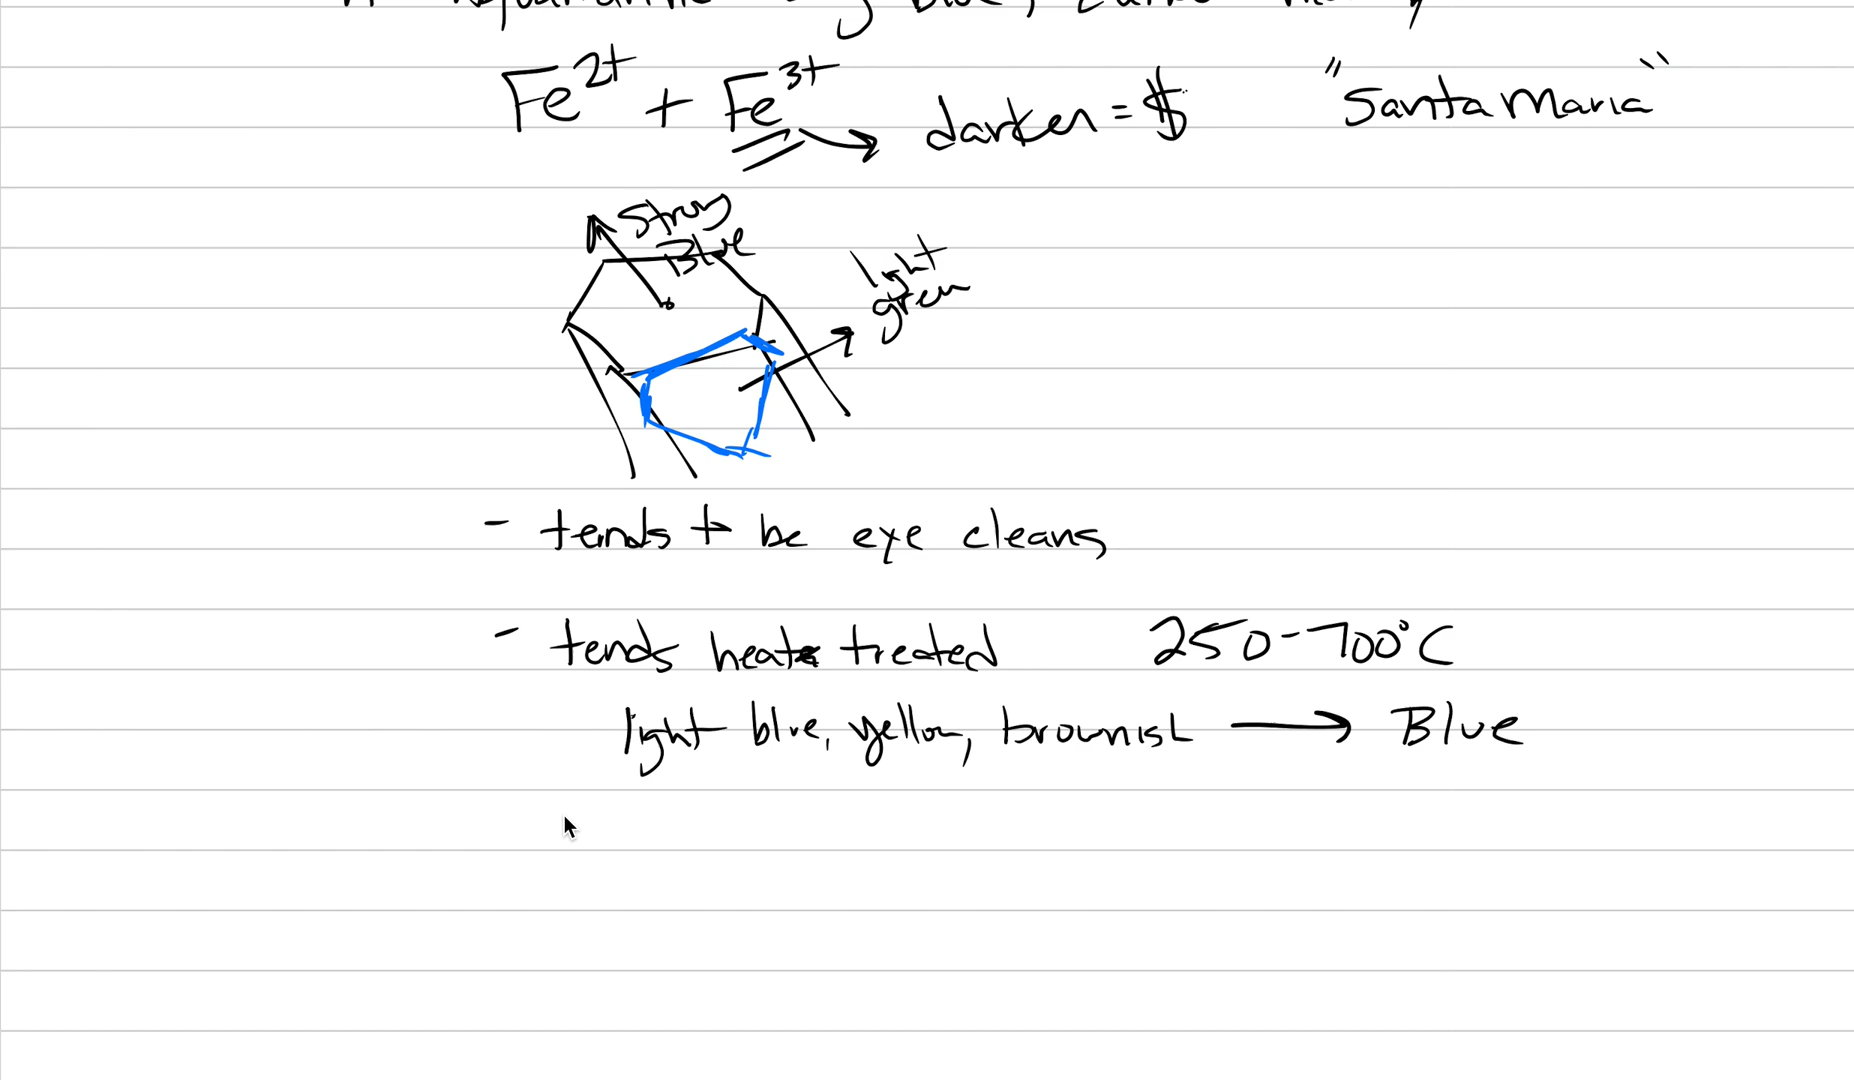 Fe2+ + Fe3+ → darken = $ "Santa Maria"
Strong
Blue
light
green
- tends to be eye cleans
- tends heat treated 250-700°C
light blue, yellow, brownish → Blue